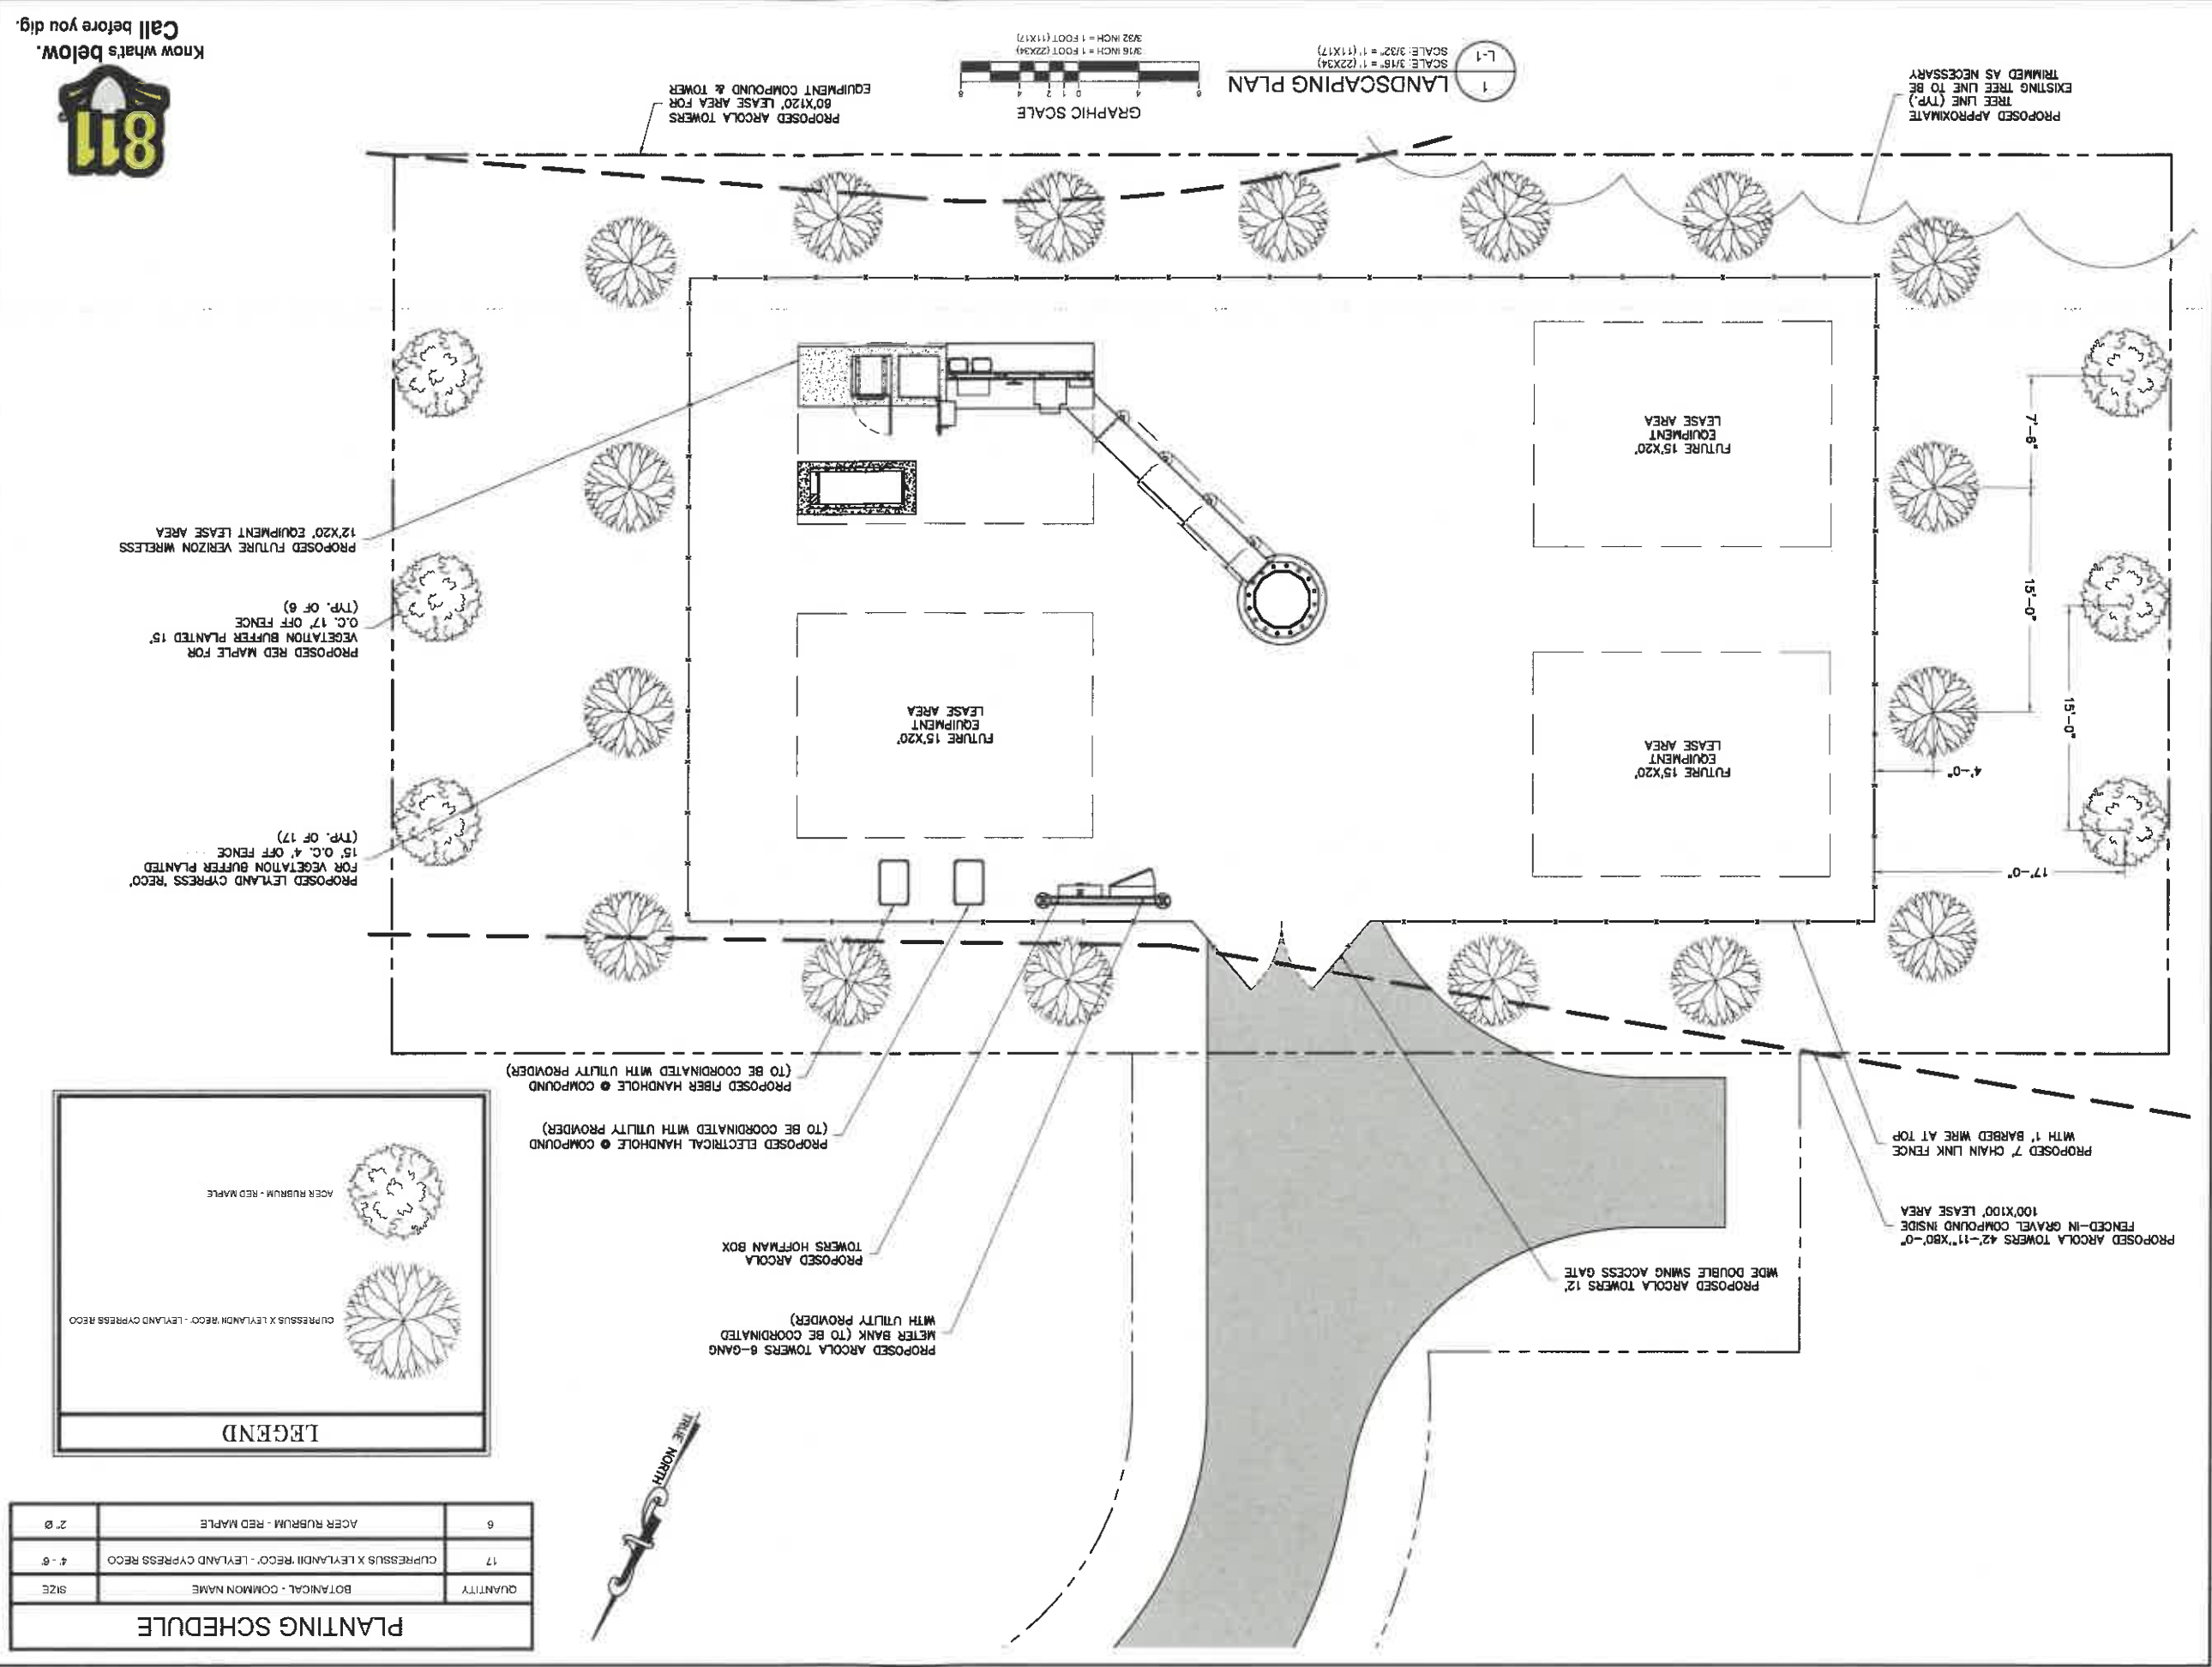 PLANTING SCHEDULE
QUANTITY BOTANICAL - COMMON NAME SIZE
17 CUPRESSUS X LEYLANDII 'RECO' - LEYLAND CYPRESS RECO 4' - 6'
6 ACER RUBRUM - RED MAPLE 2" Ø
LEGEND
CUPRESSUS X LEYLANDII 'RECO' - LEYLAND CYPRESS RECO
ACER RUBRUM - RED MAPLE
TRUE NORTH
PROPOSED ARCOLA TOWERS 12'
WIDE DOUBLE SWING ACCESS GATE
PROPOSED ARCOLA TOWERS 6-GANG
METER BANK (TO BE COORDINATED
WITH UTILITY PROVIDER)
PROPOSED ARCOLA
TOWERS HOFFMAN BOX
PROPOSED ARCOLA TOWERS 42'-11"X80'-0"
FENCED-IN GRAVEL COMPOUND INSIDE
100'X100' LEASE AREA
PROPOSED 7' CHAIN LINK FENCE
WITH 1' BARBED WIRE AT TOP
PROPOSED ELECTRICAL HANDHOLE @ COMPOUND
(TO BE COORDINATED WITH UTILITY PROVIDER)
PROPOSED FIBER HANDHOLE @ COMPOUND
(TO BE COORDINATED WITH UTILITY PROVIDER)
17'-0"
4'-0"
15'-0"
15'-0"
7'-6"
FUTURE 15'X20'
EQUIPMENT
LEASE AREA
FUTURE 15'X20'
EQUIPMENT
LEASE AREA
FUTURE 15'X20'
EQUIPMENT
LEASE AREA
PROPOSED LEYLAND CYPRESS 'RECO'
FOR VEGETATION BUFFER PLANTED
15' O.C. 4' OFF FENCE
(TYP. OF 17)
PROPOSED RED MAPLE FOR
VEGETATION BUFFER PLANTED 15'
O.C. 17' OFF FENCE
(TYP. OF 6)
PROPOSED FUTURE VERIZON WIRELESS
12'X20' EQUIPMENT LEASE AREA
PROPOSED APPROXIMATE
TREE LINE (TYP.)
EXISTING TREE LINE TO BE
TRIMMED AS NECESSARY
1
L-1
LANDSCAPING PLAN
SCALE: 3/16" = 1' (22X34)
SCALE: 3/32" = 1' (11X17)
GRAPHIC SCALE
8 4 0 1 2 4 8
3/16 INCH = 1 FOOT (22X34)
3/32 INCH = 1 FOOT (11X17)
PROPOSED ARCOLA TOWERS
60'X120' LEASE AREA FOR
EQUIPMENT COMPOUND & TOWER
811
Know what's below.
Call before you dig.